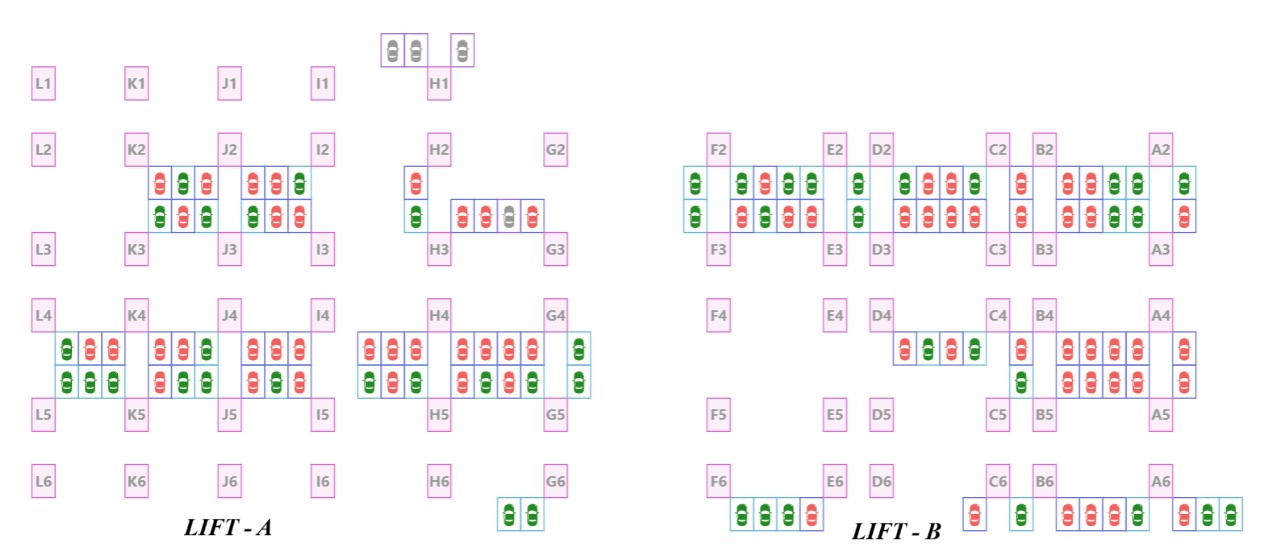 L1 K1 J1 I1 H1
L2 K2 J2 I2 H2 G2 F2 E2 D2 C2 B2 A2
L3 K3 J3 I3 H3 G3 F3 E3 D3 C3 B3 A3
L4 K4 J4 I4 H4 G4 F4 E4 D4 C4 B4 A4
L5 K5 J5 I5 H5 G5 F5 E5 D5 C5 B5 A5
L6 K6 J6 I6 H6 G6 F6 E6 D6 C6 B6 A6
LIFT - A LIFT - B